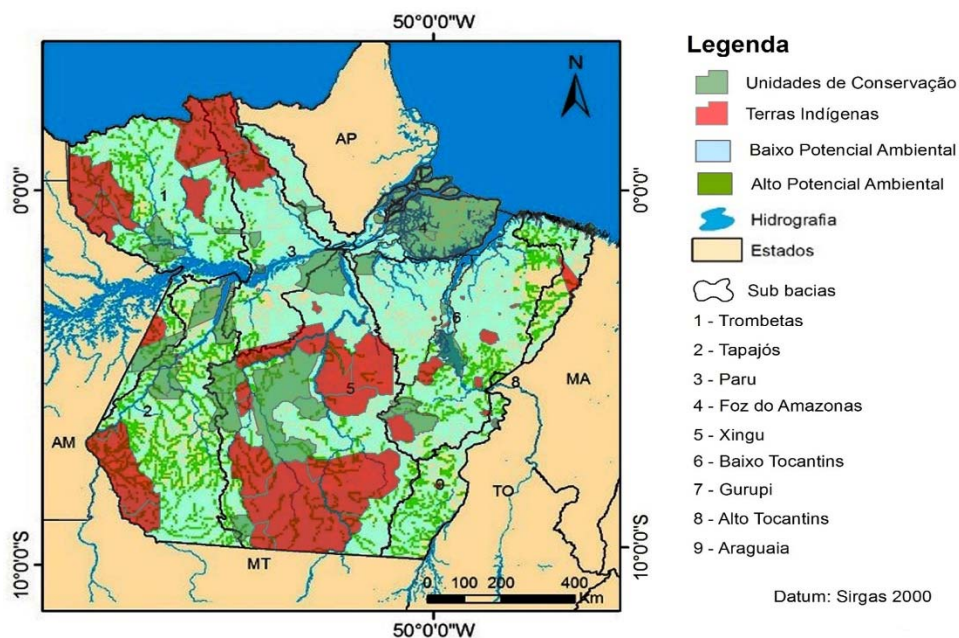 50°0'0"W
N
AP
0°0'0"
0°0'0"
1
3
4
7
6
5
2
8
MA
AM
9
TO
10°0'0"S
10°0'0"S
MT
0 100 200 400
Km
50°0'0"W
Legenda
Unidades de Conservação
Terras Indígenas
Baixo Potencial Ambiental
Alto Potencial Ambiental
Hidrografia
Estados
Sub bacias
1 - Trombetas
2 - Tapajós
3 - Paru
4 - Foz do Amazonas
5 - Xingu
6 - Baixo Tocantins
7 - Gurupi
8 - Alto Tocantins
9 - Araguaia
Datum: Sirgas 2000